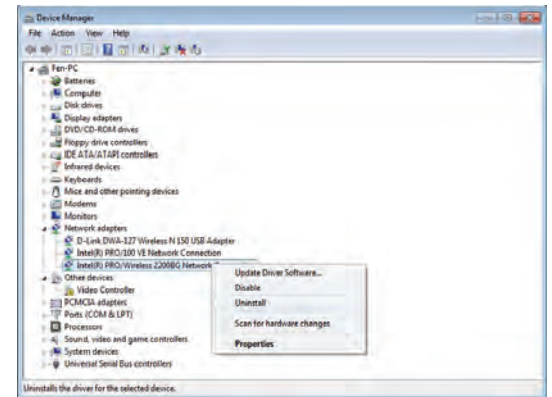 Device Manager
File Action View Help
Fen-PC
Batteries
Computer
Disk drives
Display adapters
DVD/CD-ROM drives
Floppy drive controllers
IDE ATA/ATAPI controllers
Infrared devices
Keyboards
Mice and other pointing devices
Modems
Monitors
Network adapters
D-Link DWA-127 Wireless N 150 USB Adapter
Intel(R) PRO/100 VE Network Connection
Intel(R) PRO/Wireless 2200BG Network
Update Driver Software...
Disable
Uninstall
Scan for hardware changes
Properties
Other devices
Video Controller
PCMCIA adapters
Ports (COM & LPT)
Processors
Sound, video and game controllers
System devices
Universal Serial Bus controllers
Uninstalls the driver for the selected device.